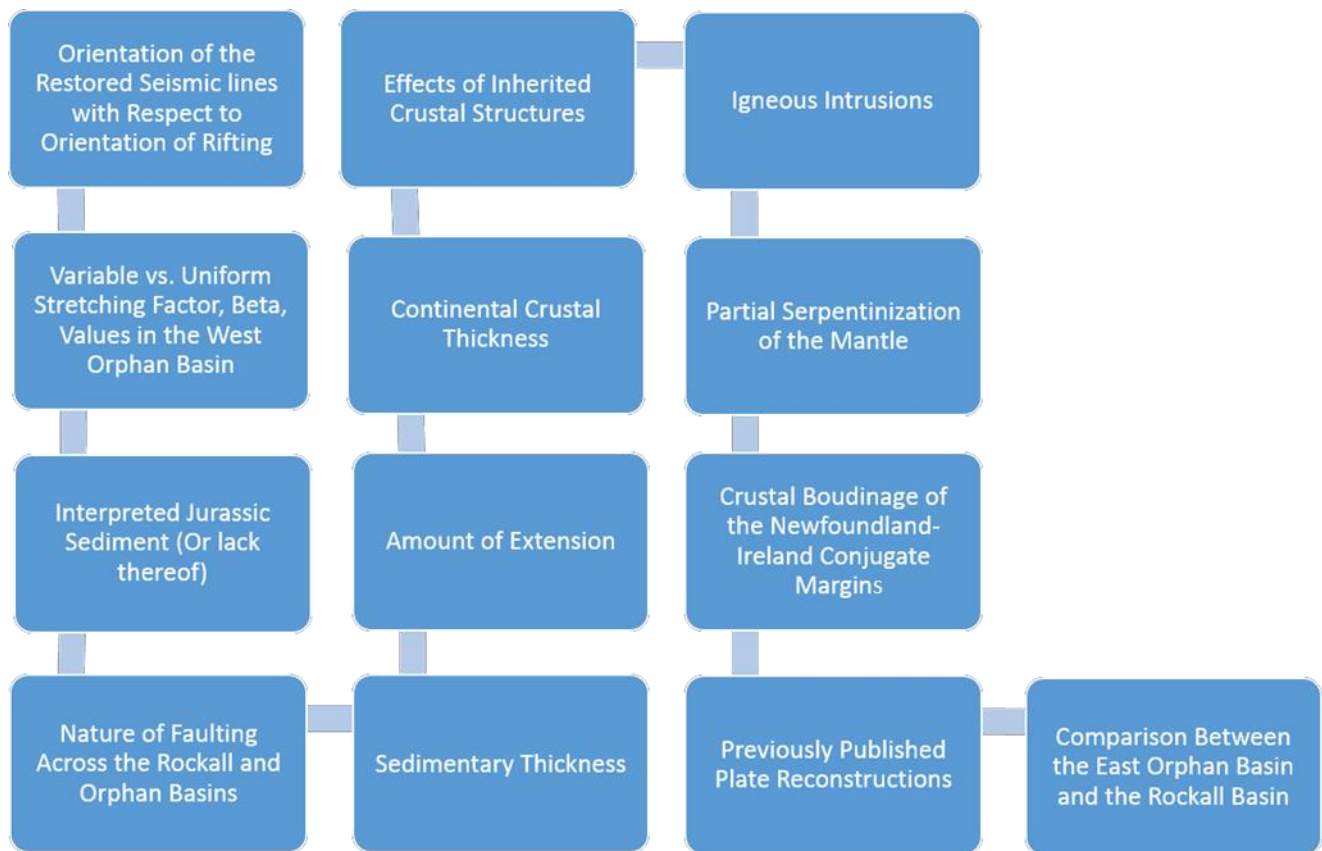 Orientation of the
Restored Seismic lines
with Respect to
Orientation of Rifting
Variable vs. Uniform
Stretching Factor, Beta,
Values in the West
Orphan Basin
Interpreted Jurassic
Sediment (Or lack
thereof)
Nature of Faulting
Across the Rockall and
Orphan Basins
Sedimentary Thickness
Amount of Extension
Continental Crustal
Thickness
Effects of Inherited
Crustal Structures
Igneous Intrusions
Partial Serpentinization
of the Mantle
Crustal Boudinage of
the Newfoundland-
Ireland Conjugate
Margins
Previously Published
Plate Reconstructions
Comparison Between
the East Orphan Basin
and the Rockall Basin